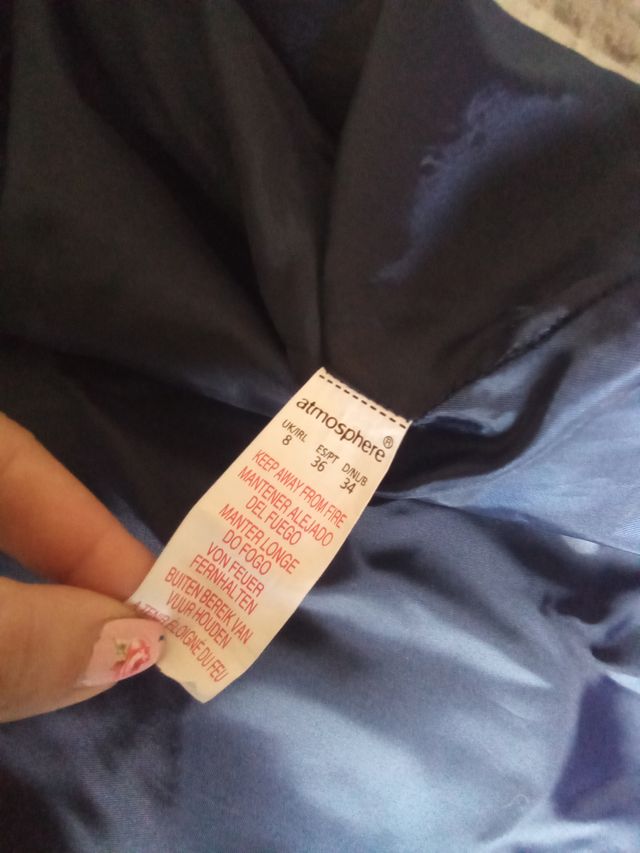 atmosphere®
UK/IRL ES/PT D/NL/B
8 36 34
KEEP AWAY FROM FIRE
MANTENER ALEJADO
DEL FUEGO
MANTER LONGE
DO FOGO
VON FEUER
FERNHALTEN
BUITEN BEREIK VAN
VUUR HOUDEN
ÉLOIGNÉ DU FEU